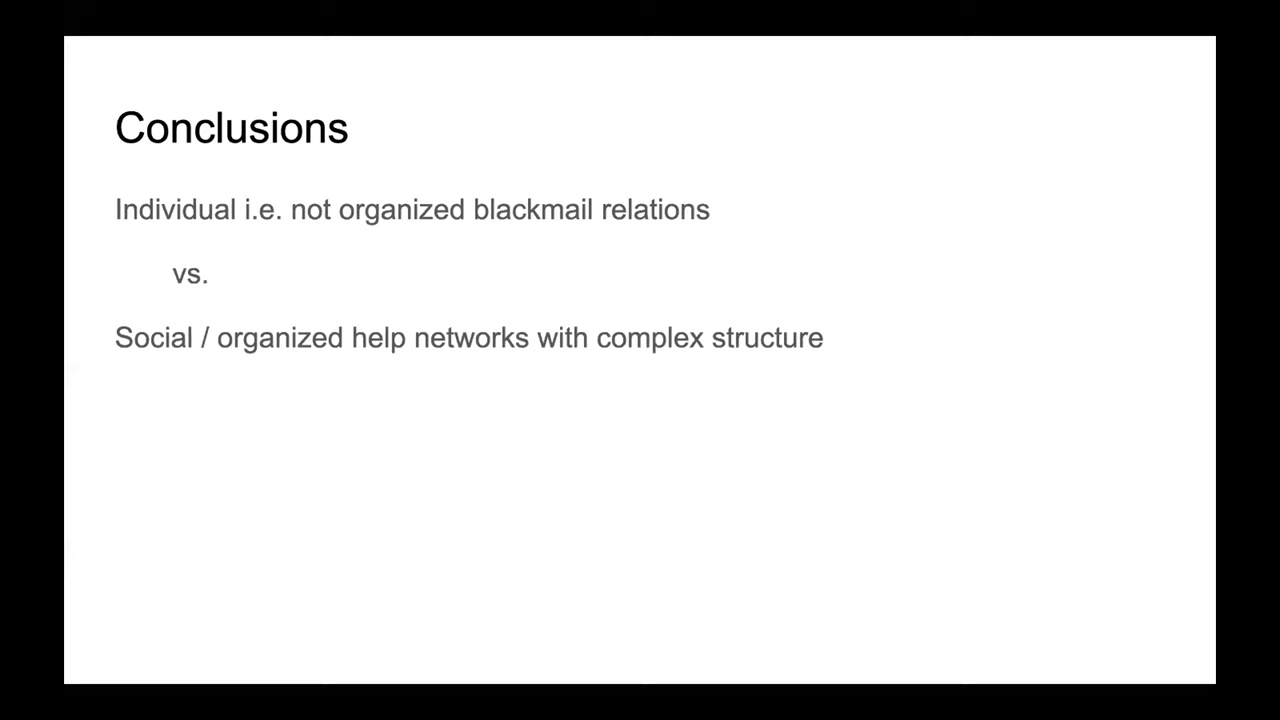 Conclusions
Individual i.e. not organized blackmail relations
vs.
Social / organized help networks with complex structure